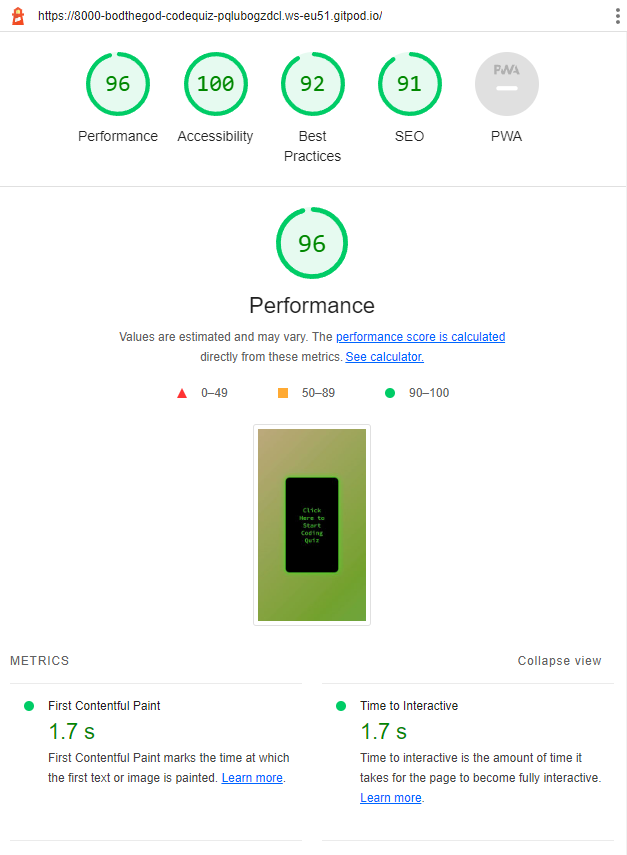 https://8000-bodthegod-codequiz-pqlubogzdcl.ws-eu51.gitpod.io/
96 100 92 91 PWA
Performance Accessibility Best Practices SEO PWA
96
Performance
Values are estimated and may vary. The performance score is calculated
directly from these metrics. See calculator.
0–49 50–89 90–100
Click
Here to
Start
Coding
Quiz
METRICS Collapse view
First Contentful Paint
1.7 s
First Contentful Paint marks the time at which
the first text or image is painted. Learn more.
Time to Interactive
1.7 s
Time to interactive is the amount of time it
takes for the page to become fully interactive.
Learn more.